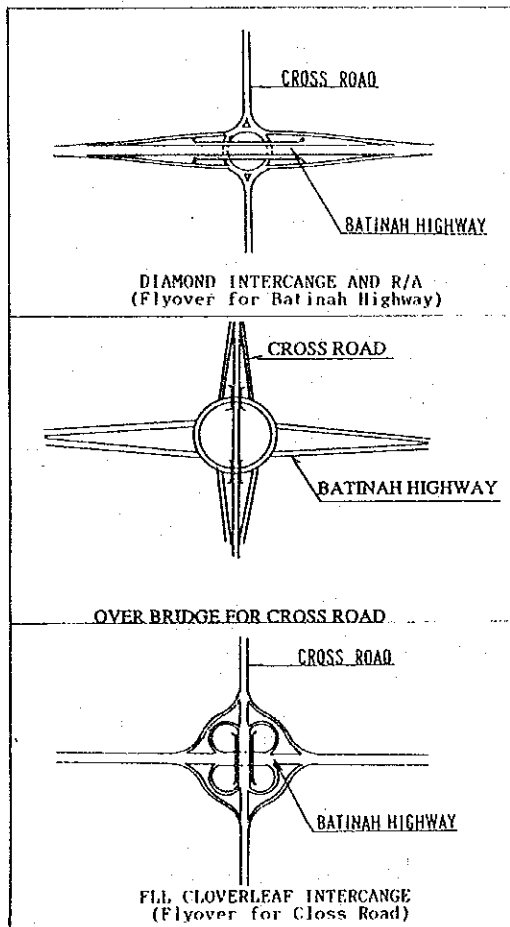 CROSS ROAD
BATINAH HIGHWAY
DIAMOND INTERCANGE AND R/A
(Flyover for Batinah Highway)
CROSS ROAD
BATINAH HIGHWAY
OVER BRIDGE FOR CROSS ROAD
CROSS ROAD
BATINAH HIGHWAY
FLL CLOVERLEAF INTERCANGE
(Flyover for Closs Road)